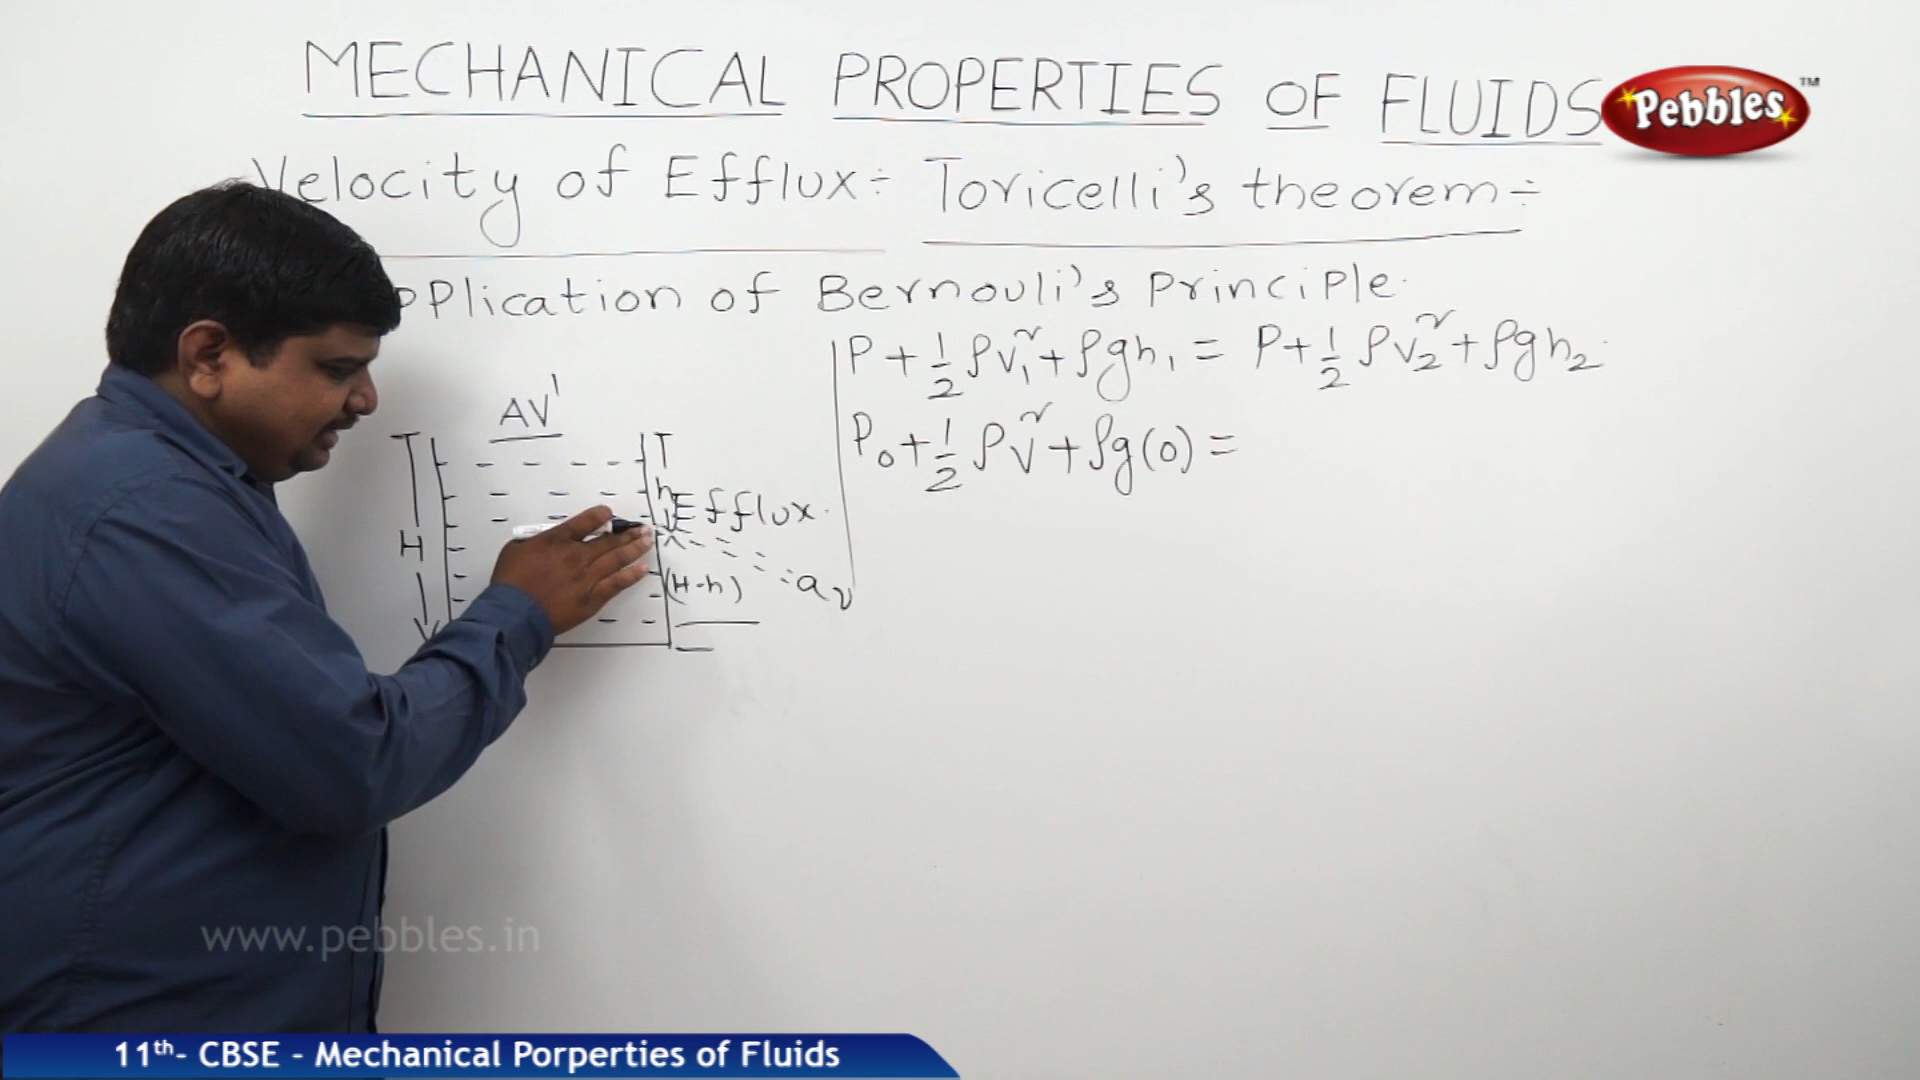 MECHANICAL PROPERTIES OF FLUIDS
Pebbles™
Velocity of Efflux÷ Toricelli's theorem÷
pplication of Bernouli's Principle.
P + 1/2 ρv₁² + ρgh₁ = P + 1/2 ρv₂² + ρgh₂.
P₀ + 1/2 ρv² + ρg(0) =
AV'
h
Efflux.
H
(H-h)
av
www.pebbles.in
11th- CBSE - Mechanical Porperties of Fluids